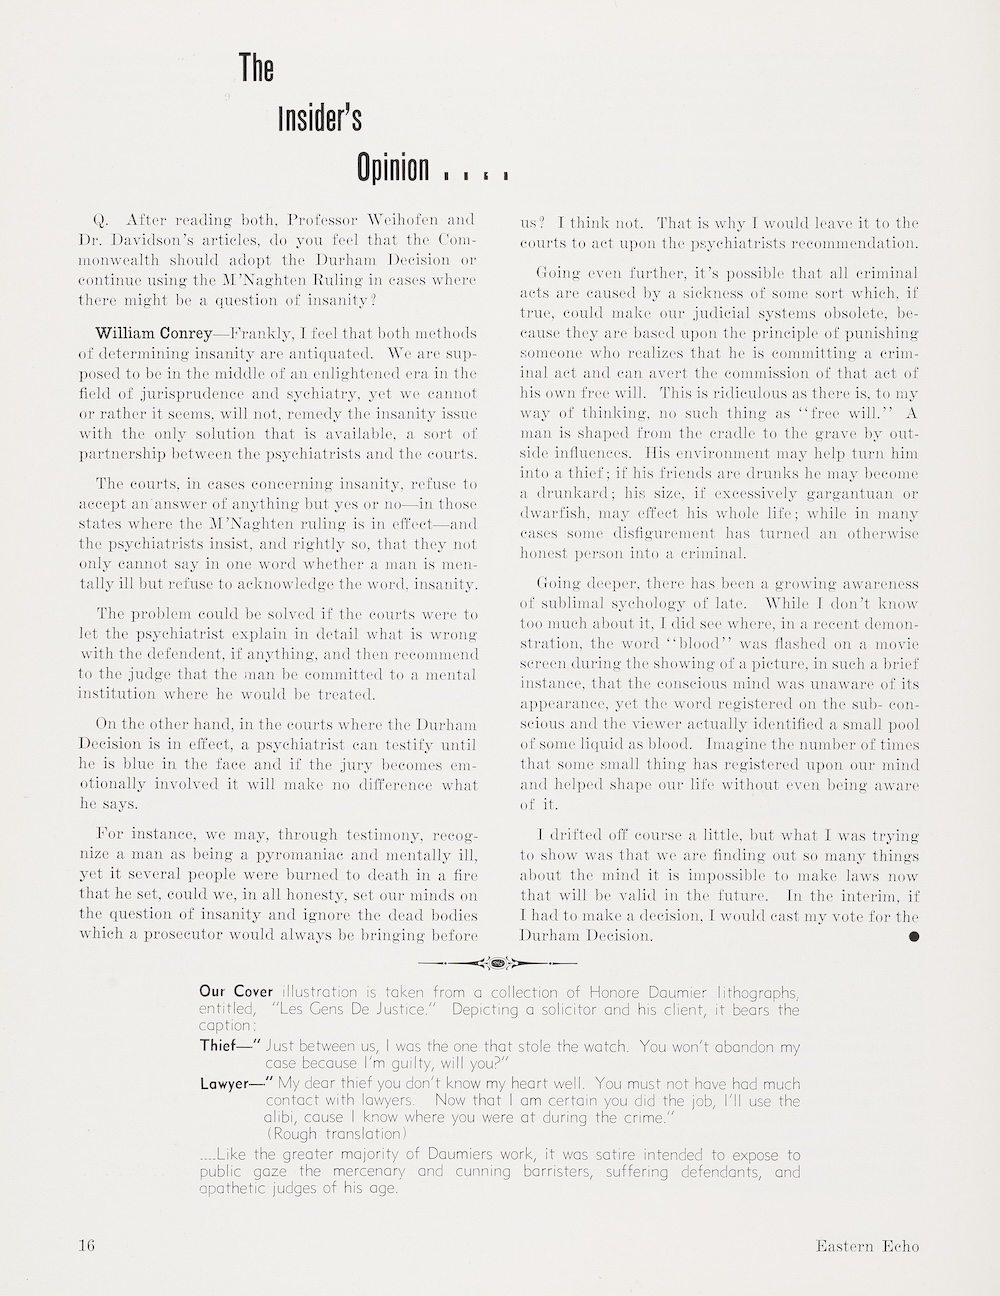 The
Insider's
Opinion . . . .
Q. After reading both, Professor Weihofen and
Dr. Davidson's articles, do you feel that the Com-
monwealth should adopt the Durham Decision or
continue using the M'Naghten Ruling in cases where
there might be a question of insanity?
William Conrey—Frankly, I feel that both methods
of determining insanity are antiquated. We are sup-
posed to be in the middle of an enlightened era in the
field of jurisprudence and sychiatry, yet we cannot
or rather it seems, will not, remedy the insanity issue
with the only solution that is available, a sort of
partnership between the psychiatrists and the courts.
The courts, in cases concerning insanity, refuse to
accept an answer of anything but yes or no—in those
states where the M'Naghten ruling is in effect—and
the psychiatrists insist, and rightly so, that they not
only cannot say in one word whether a man is men-
tally ill but refuse to acknowledge the word, insanity.
The problem could be solved if the courts were to
let the psychiatrist explain in detail what is wrong
with the defendent, if anything, and then recommend
to the judge that the man be committed to a mental
institution where he would be treated.
On the other hand, in the courts where the Durham
Decision is in effect, a psychiatrist can testify until
he is blue in the face and if the jury becomes em-
otionally involved it will make no difference what
he says.
For instance, we may, through testimony, recog-
nize a man as being a pyromaniac and mentally ill,
yet it several people were burned to death in a fire
that he set, could we, in all honesty, set our minds on
the question of insanity and ignore the dead bodies
which a prosecutor would always be bringing before
us? I think not. That is why I would leave it to the
courts to act upon the psychiatrists recommendation.
Going even further, it's possible that all criminal
acts are caused by a sickness of some sort which, if
true, could make our judicial systems obsolete, be-
cause they are based upon the principle of punishing
someone who realizes that he is committing a crim-
inal act and can avert the commission of that act of
his own free will. This is ridiculous as there is, to my
way of thinking, no such thing as "free will." A
man is shaped from the cradle to the grave by out-
side influences. His environment may help turn him
into a thief; if his friends are drunks he may become
a drunkard; his size, if excessively gargantuan or
dwarfish, may effect his whole life; while in many
cases some disfigurement has turned an otherwise
honest person into a criminal.
Going deeper, there has been a growing awareness
of sublimal sychology of late. While I don't know
too much about it, I did see where, in a recent demon-
stration, the word "blood" was flashed on a movie
screen during the showing of a picture, in such a brief
instance, that the conscious mind was unaware of its
appearance, yet the word registered on the sub- con-
scious and the viewer actually identified a small pool
of some liquid as blood. Imagine the number of times
that some small thing has registered upon our mind
and helped shape our life without even being aware
of it.
I drifted off course a little, but what I was trying
to show was that we are finding out so many things
about the mind it is impossible to make laws now
that will be valid in the future. In the interim, if
I had to make a decision, I would cast my vote for the
Durham Decision. ●
Our Cover illustration is taken from a collection of Honore Daumier lithographs,
entitled, "Les Gens De Justice." Depicting a solicitor and his client, it bears the
caption:
Thief—" Just between us, I was the one that stole the watch. You won't abandon my
case because I'm guilty, will you?"
Lawyer—" My dear thief you don't know my heart well. You must not have had much
contact with lawyers. Now that I am certain you did the job, I'll use the
alibi, cause I know where you were at during the crime."
(Rough translation)
....Like the greater majority of Daumiers work, it was satire intended to expose to
public gaze the mercenary and cunning barristers, suffering defendants, and
apathetic judges of his age.
16
Eastern Echo